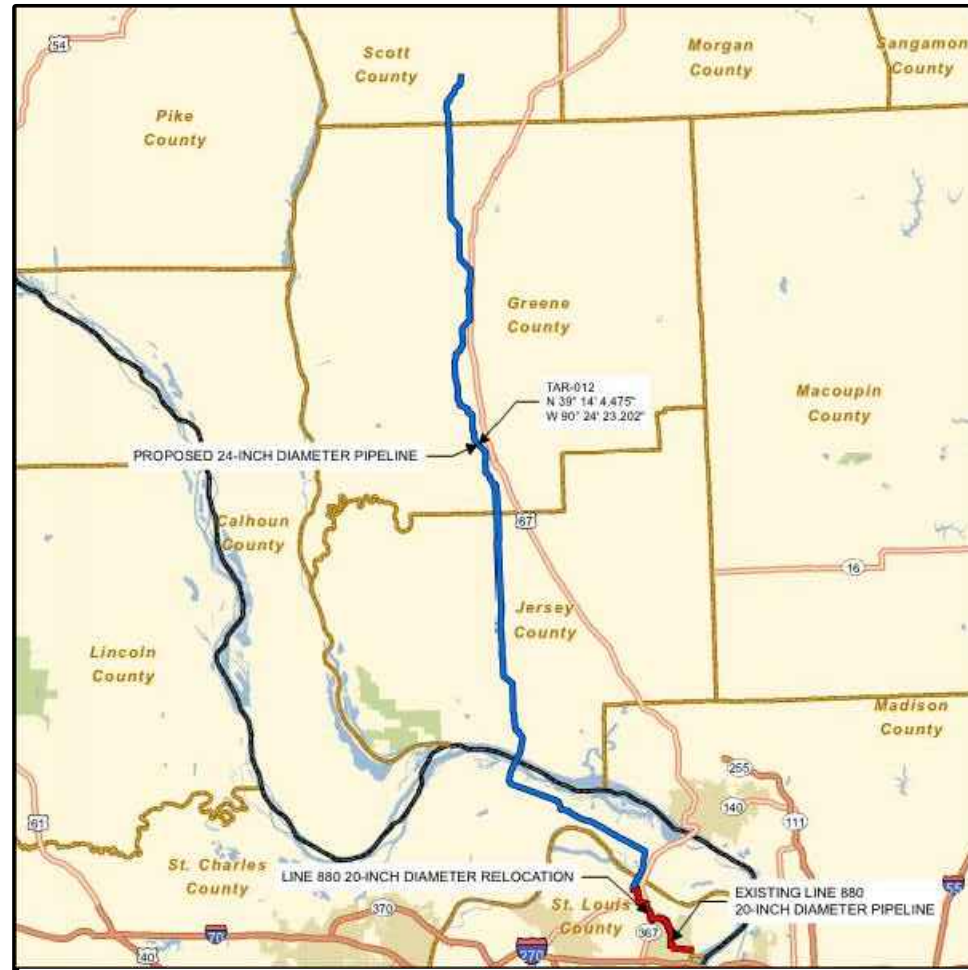 54
Scott
County
Morgan
County
Sangamon
County
Pike
County
Greene
County
TAR-012
N 39° 14' 4.475"
W 90° 24' 23.202"
Macoupin
County
PROPOSED 24-INCH DIAMETER PIPELINE
Calhoun
County
67
16
Jersey
County
Lincoln
County
Madison
County
255
140
111
61
St. Charles
County
LINE 880 20-INCH DIAMETER RELOCATION
EXISTING LINE 880
20-INCH DIAMETER PIPELINE
St. Louis
County
370
367
55
70
40
270